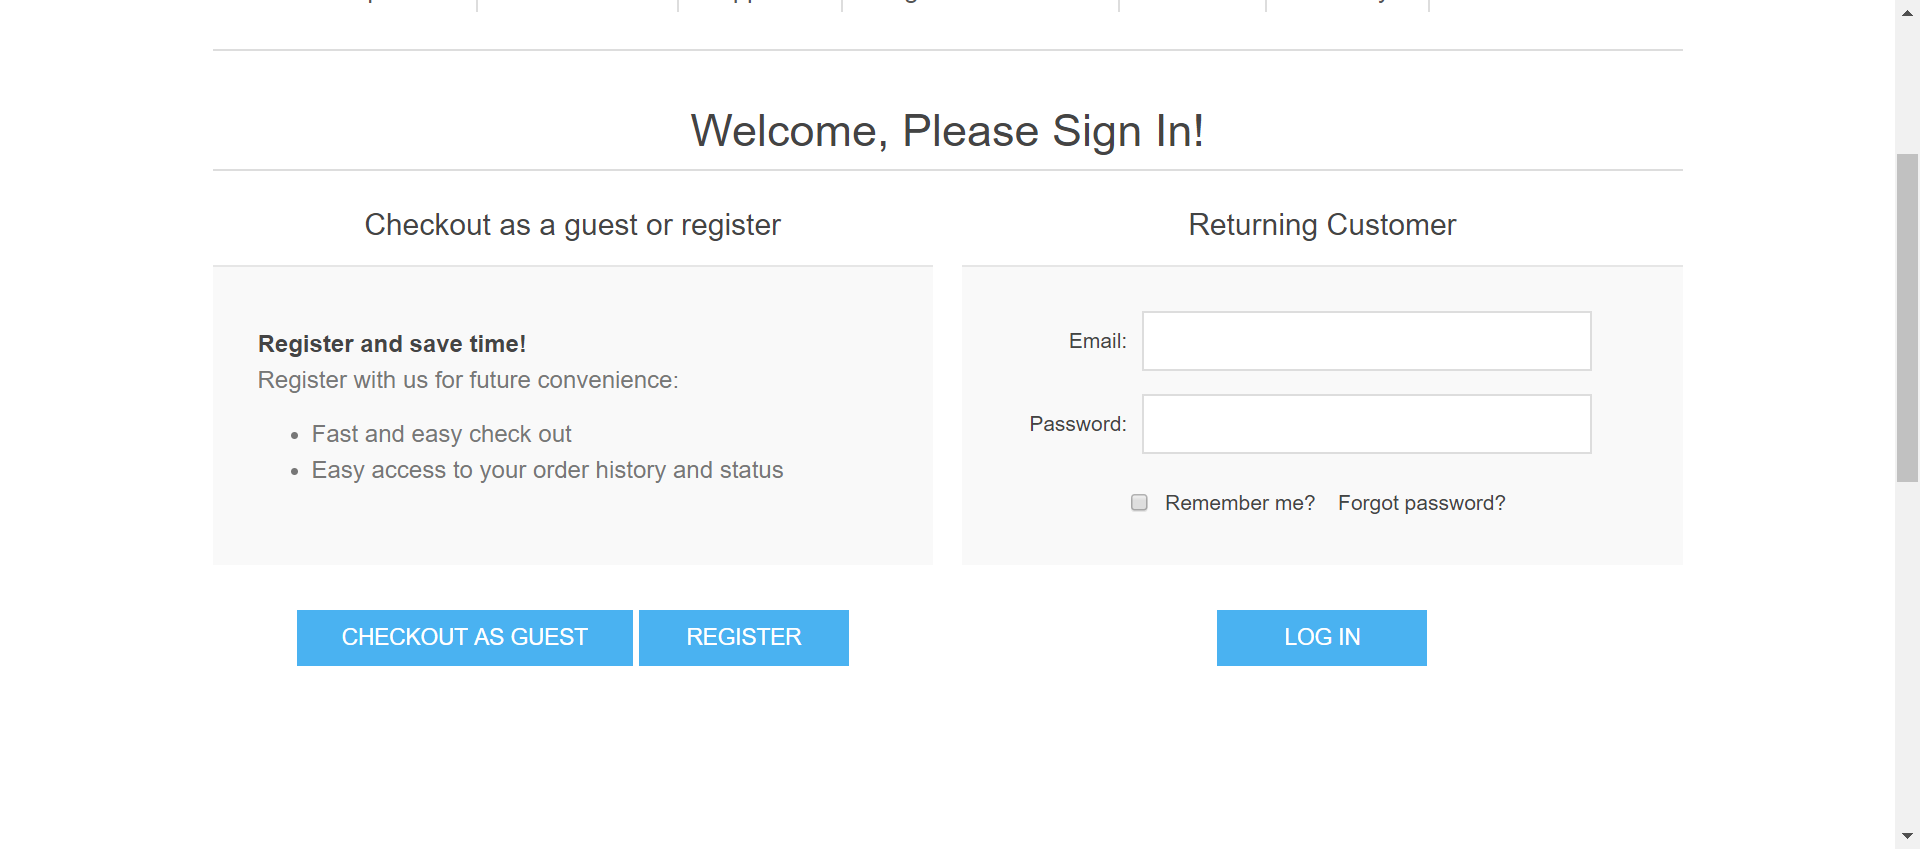 Welcome, Please Sign In!
Checkout as a guest or register
Returning Customer
Register and save time!
Register with us for future convenience:
Fast and easy check out
Easy access to your order history and status
Email:
Password:
Remember me? Forgot password?
CHECKOUT AS GUEST
REGISTER
LOG IN